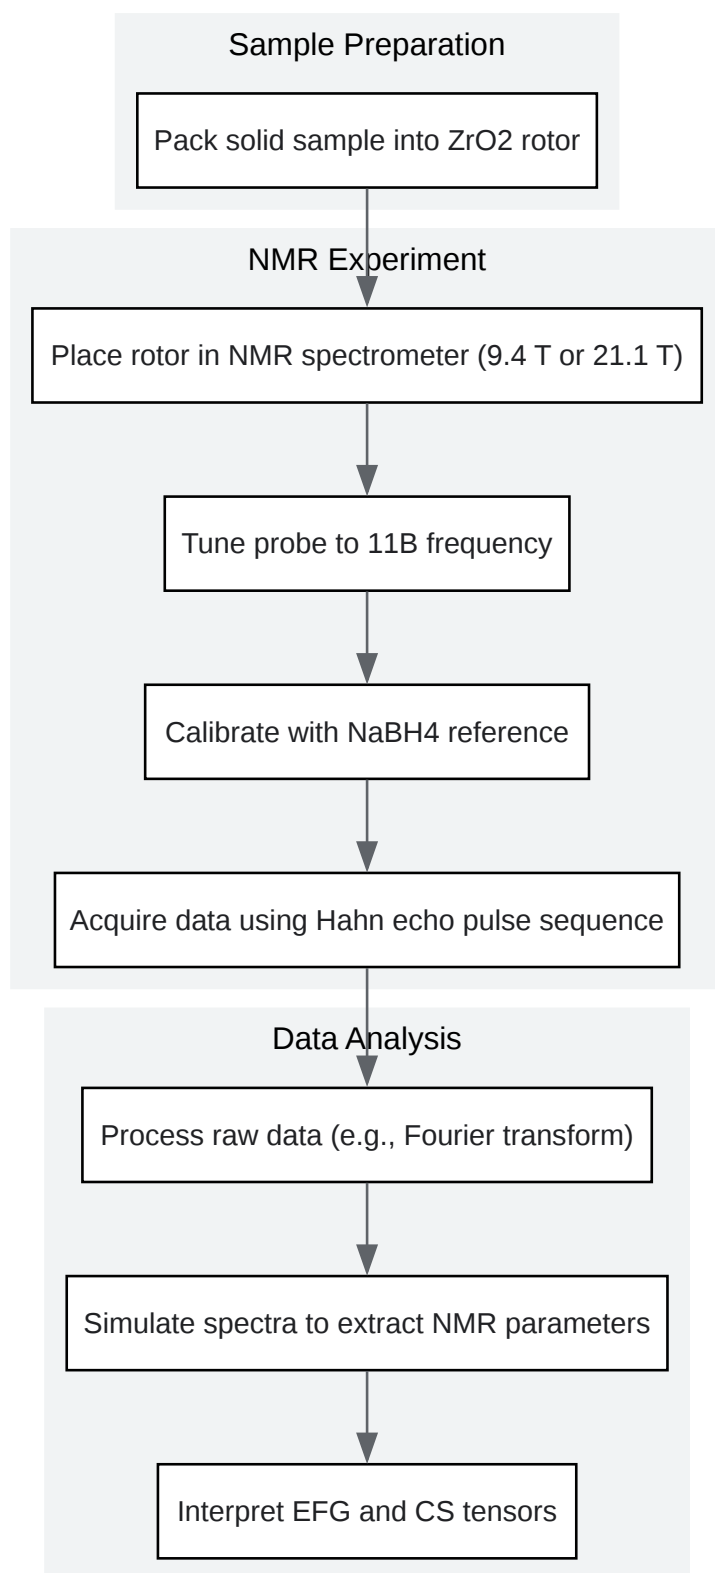 Sample Preparation
Pack solid sample into ZrO2 rotor
NMR Experiment
Place rotor in NMR spectrometer (9.4 T or 21.1 T)
Tune probe to 11B frequency
Calibrate with NaBH4 reference
Acquire data using Hahn echo pulse sequence
Data Analysis
Process raw data (e.g., Fourier transform)
Simulate spectra to extract NMR parameters
Interpret EFG and CS tensors